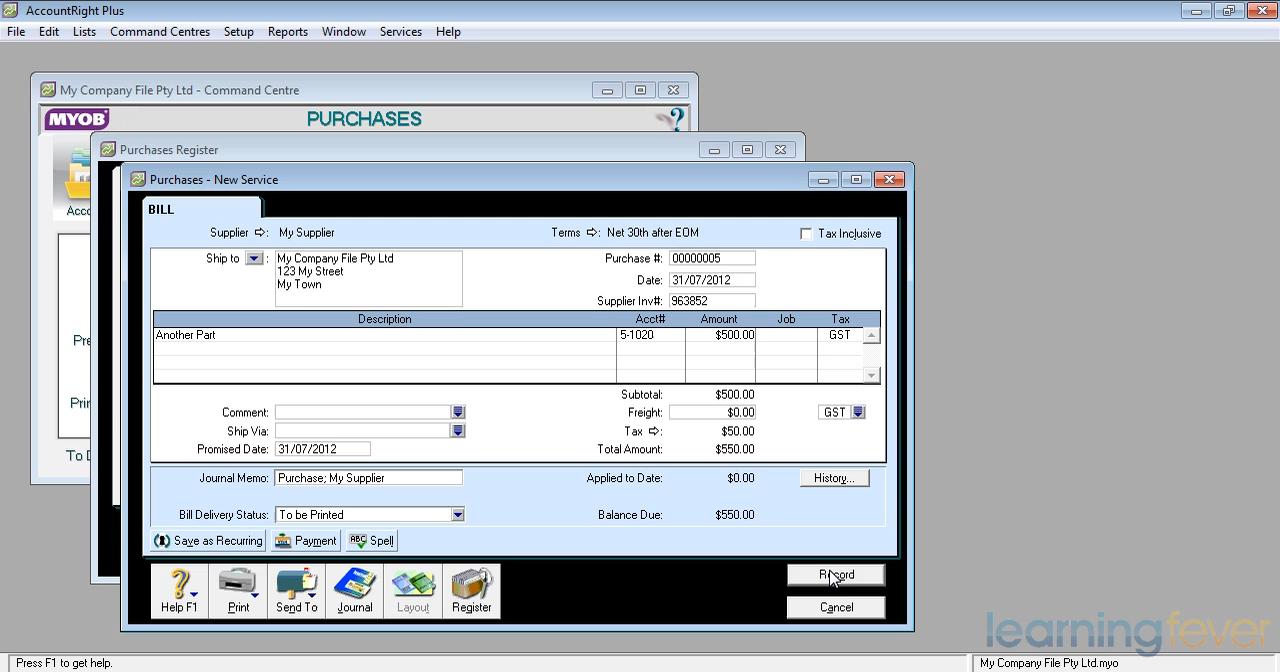 AccountRight Plus
File Edit Lists Command Centres Setup Reports Window Services Help
My Company File Pty Ltd - Command Centre
MYOB PURCHASES ?
Purchases Register
Purchases - New Service
BILL
Supplier : My Supplier Terms : Net 30th after EOM Tax Inclusive
Ship to : My Company File Pty Ltd
123 My Street
My Town
Purchase #: 00000005
Date: 31/07/2012
Supplier Inv#: 963852
Description Acct# Amount Job Tax
Another Part 5-1020 $500.00 GST
Subtotal: $500.00
Comment: Freight: $0.00 GST
Ship Via: Tax : $50.00
Promised Date: 31/07/2012 Total Amount: $550.00
Journal Memo: Purchase; My Supplier Applied to Date: $0.00 History...
Bill Delivery Status: To be Printed Balance Due: $550.00
Save as Recurring Payment ABC Spell
Help F1 Print Send To Journal Layout Register
Record
Cancel
Acco
Pre
Prin
To D
learningfever
Press F1 to get help. My Company File Pty Ltd.myo